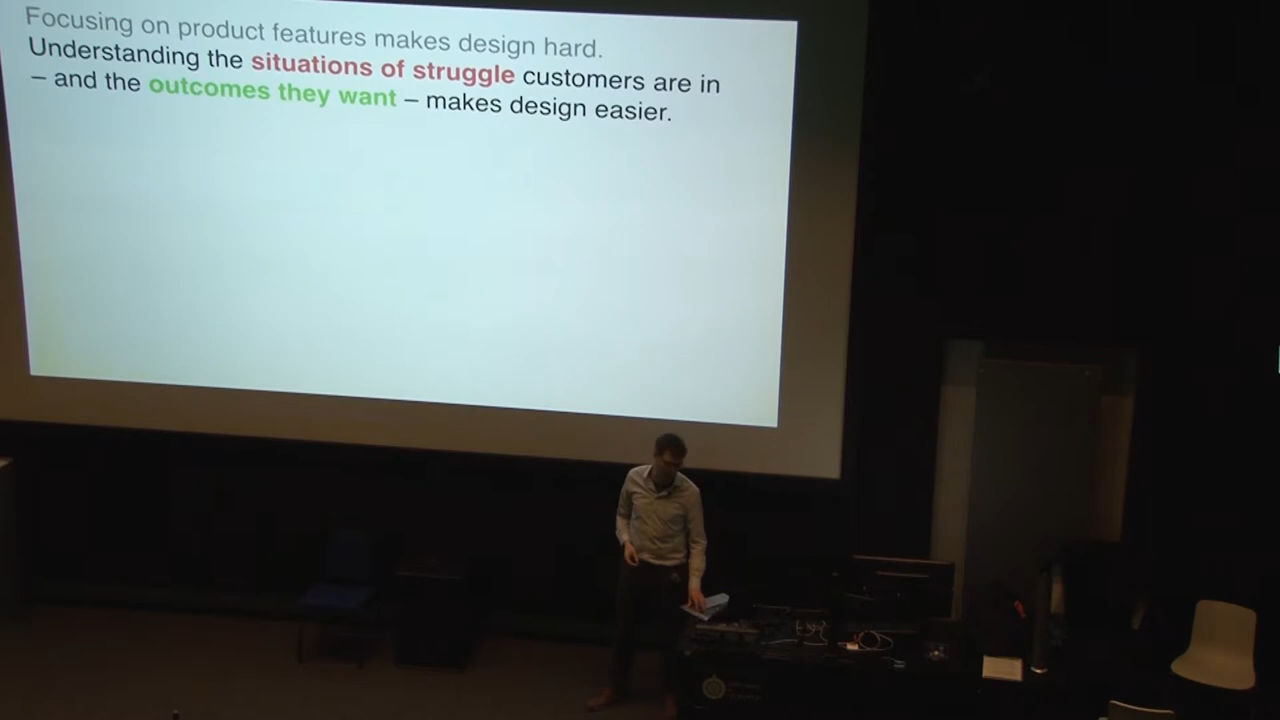 Focusing on product features makes design hard.
Understanding the situations of struggle customers are in
– and the outcomes they want – makes design easier.